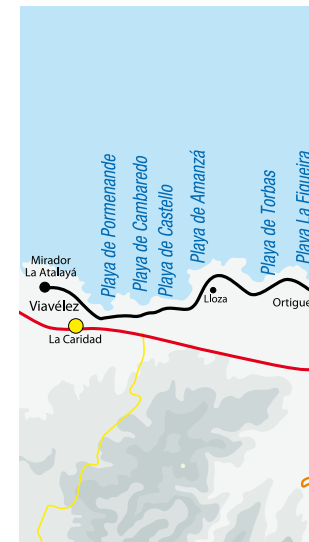 Playa de Pormenande
Playa de Cambaredo
Playa de Castello
Playa de Amanzá
Playa de Torbas
Playa La Figueira
Mirador
La Atalayá
Viavélez
La Caridad
Lloza
Ortigue